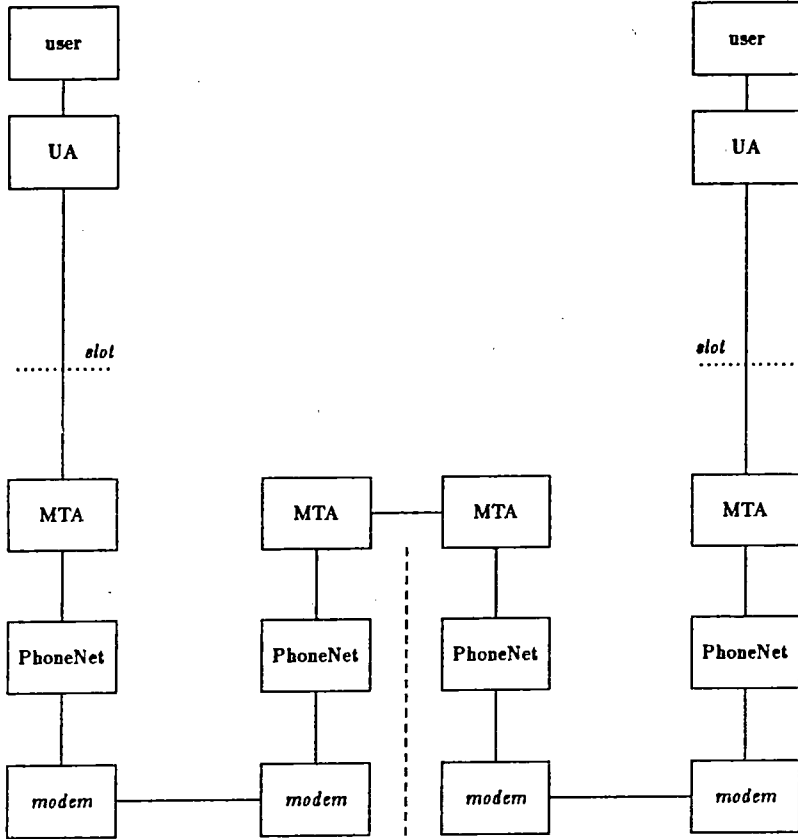 user user
UA UA
slot slot
MTA MTA MTA MTA
PhoneNet PhoneNet PhoneNet PhoneNet
modem modem modem modem